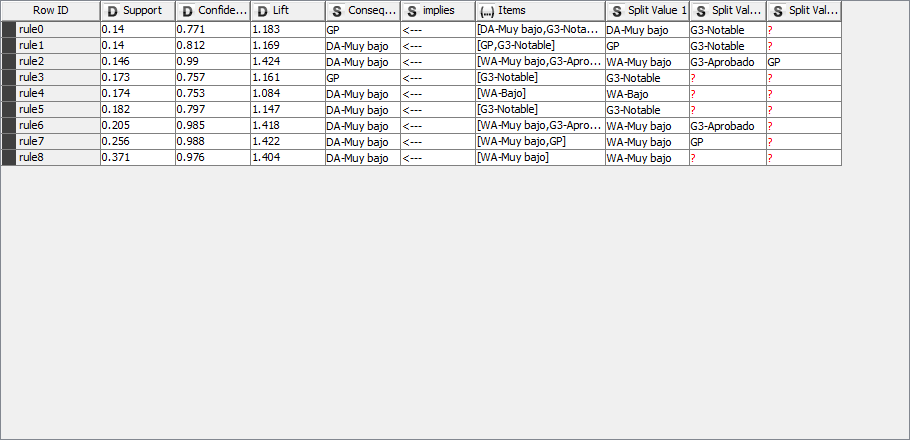 Row ID D Support D Confide... D Lift S Conseq... S implies {...} Items S Split Value 1 S Split Val... S Split Val...
rule0 0.14 0.771 1.183 GP <--- [DA-Muy bajo,G3-Nota... DA-Muy bajo G3-Notable ?
rule1 0.14 0.812 1.169 DA-Muy bajo <--- [GP,G3-Notable] GP G3-Notable ?
rule2 0.146 0.99 1.424 DA-Muy bajo <--- [WA-Muy bajo,G3-Apro... WA-Muy bajo G3-Aprobado GP
rule3 0.173 0.757 1.161 GP <--- [G3-Notable] G3-Notable ? ?
rule4 0.174 0.753 1.084 DA-Muy bajo <--- [WA-Bajo] WA-Bajo ? ?
rule5 0.182 0.797 1.147 DA-Muy bajo <--- [G3-Notable] G3-Notable ? ?
rule6 0.205 0.985 1.418 DA-Muy bajo <--- [WA-Muy bajo,G3-Apro... WA-Muy bajo G3-Aprobado ?
rule7 0.256 0.988 1.422 DA-Muy bajo <--- [WA-Muy bajo,GP] WA-Muy bajo GP ?
rule8 0.371 0.976 1.404 DA-Muy bajo <--- [WA-Muy bajo] WA-Muy bajo ? ?